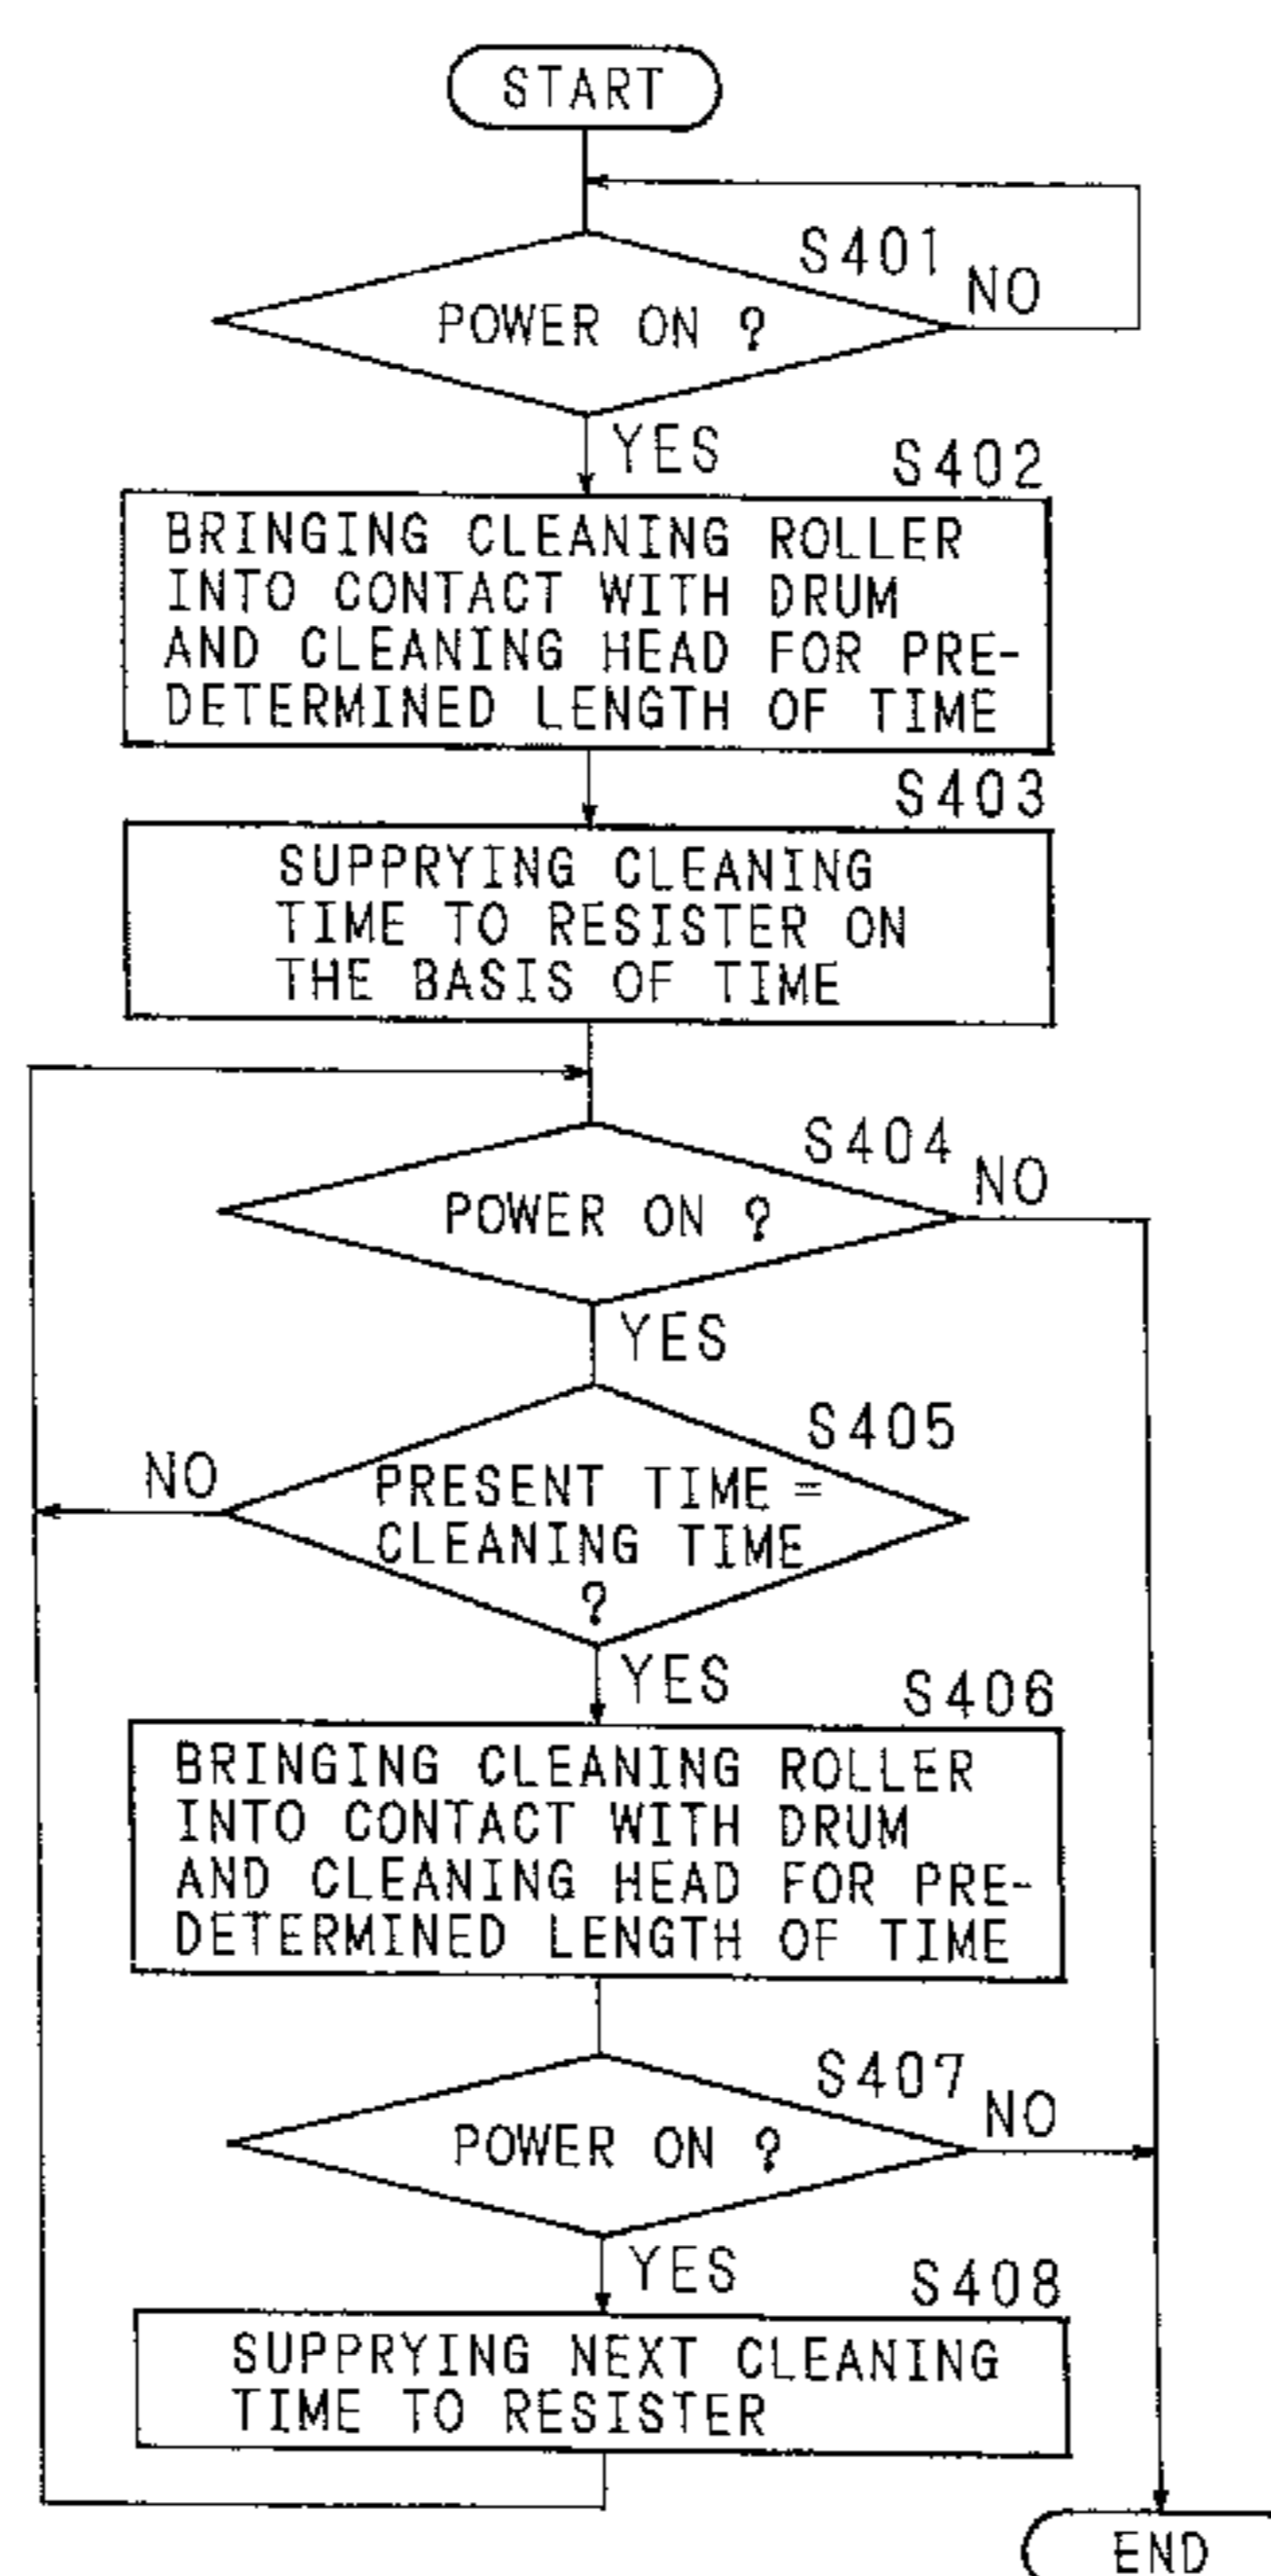 START
S401
NO
POWER ON ?
YES
S402
BRINGING CLEANING ROLLER
INTO CONTACT WITH DRUM
AND CLEANING HEAD FOR PRE-
DETERMINED LENGTH OF TIME
S403
SUPPRYING CLEANING
TIME TO RESISTER ON
THE BASIS OF TIME
S404
NO
POWER ON ?
YES
S405
NO
PRESENT TIME =
CLEANING TIME
?
YES
S406
BRINGING CLEANING ROLLER
INTO CONTACT WITH DRUM
AND CLEANING HEAD FOR PRE-
DETERMINED LENGTH OF TIME
S407
NO
POWER ON ?
YES
S408
SUPPRYING NEXT CLEANING
TIME TO RESISTER
END